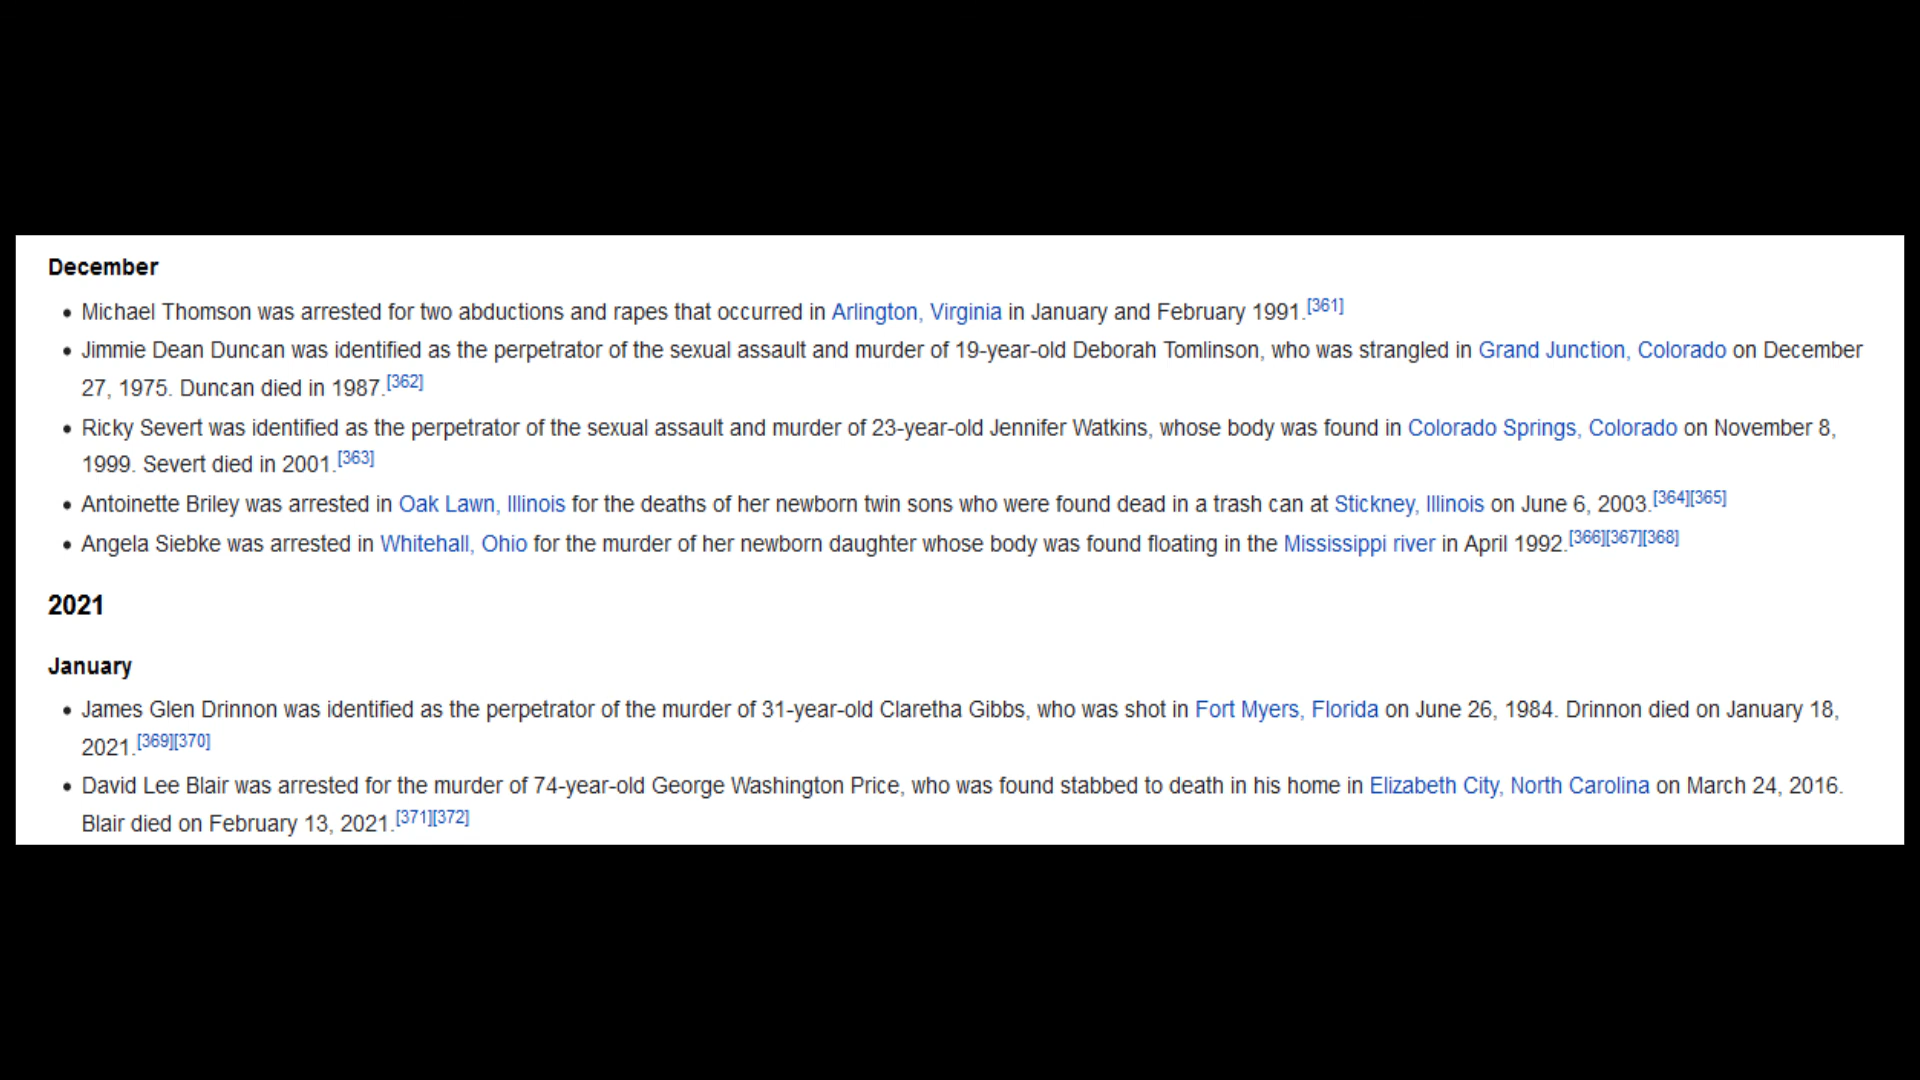 December
• Michael Thomson was arrested for two abductions and rapes that occurred in Arlington, Virginia in January and February 1991.[361]
• Jimmie Dean Duncan was identified as the perpetrator of the sexual assault and murder of 19-year-old Deborah Tomlinson, who was strangled in Grand Junction, Colorado on December
27, 1975. Duncan died in 1987.[362]
• Ricky Severt was identified as the perpetrator of the sexual assault and murder of 23-year-old Jennifer Watkins, whose body was found in Colorado Springs, Colorado on November 8,
1999. Severt died in 2001.[363]
• Antoinette Briley was arrested in Oak Lawn, Illinois for the deaths of her newborn twin sons who were found dead in a trash can at Stickney, Illinois on June 6, 2003.[364][365]
• Angela Siebke was arrested in Whitehall, Ohio for the murder of her newborn daughter whose body was found floating in the Mississippi river in April 1992.[366][367][368]
2021
January
• James Glen Drinnon was identified as the perpetrator of the murder of 31-year-old Claretha Gibbs, who was shot in Fort Myers, Florida on June 26, 1984. Drinnon died on January 18,
2021.[369][370]
• David Lee Blair was arrested for the murder of 74-year-old George Washington Price, who was found stabbed to death in his home in Elizabeth City, North Carolina on March 24, 2016.
Blair died on February 13, 2021.[371][372]